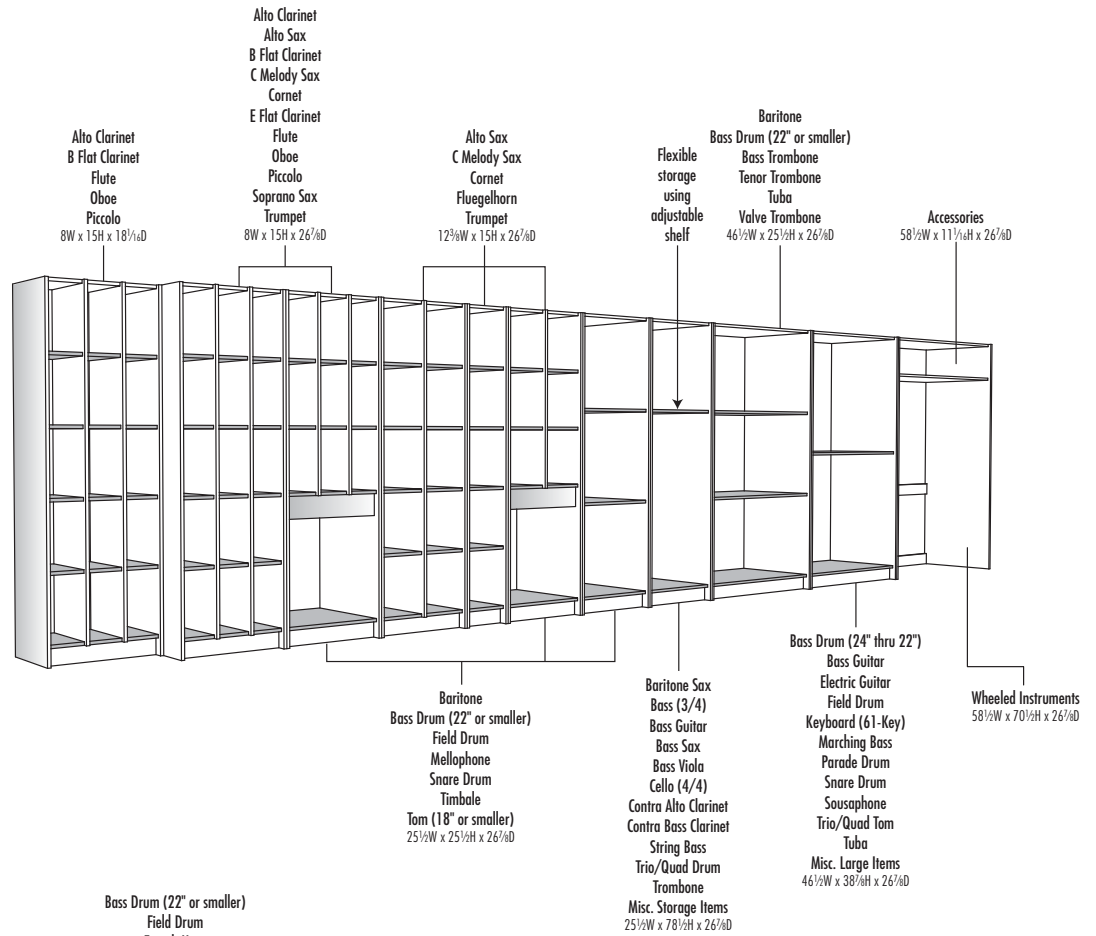 Alto Clarinet
Alto Sax
B Flat Clarinet
C Melody Sax
Cornet
E Flat Clarinet
Flute
Oboe
Piccolo
Soprano Sax
Trumpet
8W x 15H x 26⅞D
Alto Clarinet
B Flat Clarinet
Flute
Oboe
Piccolo
8W x 15H x 18¹⁄₁₆D
Alto Sax
C Melody Sax
Cornet
Fluegelhorn
Trumpet
12⅜W x 15H x 26⅞D
Flexible
storage
using
adjustable
shelf
Baritone
Bass Drum (22" or smaller)
Bass Trombone
Tenor Trombone
Tuba
Valve Trombone
46½W x 25½H x 26⅞D
Accessories
58½W x 11¹⁄₁₆H x 26⅞D
Baritone
Bass Drum (22" or smaller)
Field Drum
Mellophone
Snare Drum
Timbale
Tom (18" or smaller)
25½W x 25½H x 26⅞D
Baritone Sax
Bass (3/4)
Bass Guitar
Bass Sax
Bass Viola
Cello (4/4)
Contra Alto Clarinet
Contra Bass Clarinet
String Bass
Trio/Quad Drum
Trombone
Misc. Storage Items
25½W x 78½H x 26⅞D
Bass Drum (24" thru 22")
Bass Guitar
Electric Guitar
Field Drum
Keyboard (61-Key)
Marching Bass
Parade Drum
Snare Drum
Sousaphone
Trio/Quad Tom
Tuba
Misc. Large Items
46½W x 38⅞H x 26⅞D
Wheeled Instruments
58½W x 70½H x 26⅞D
Bass Drum (22" or smaller)
Field Drum